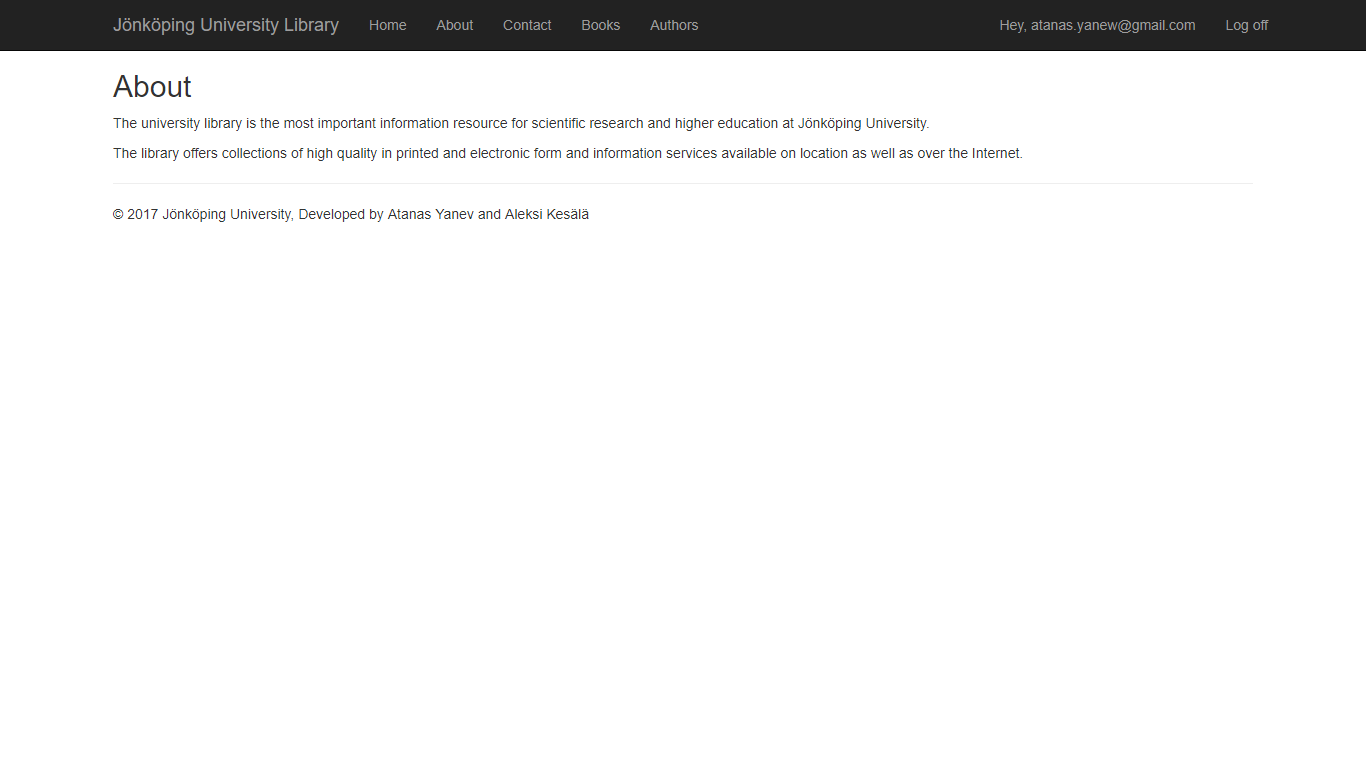 Jönköping University Library Home About Contact Books Authors Hey, atanas.yanew@gmail.com Log off
About
The university library is the most important information resource for scientific research and higher education at Jönköping University.
The library offers collections of high quality in printed and electronic form and information services available on location as well as over the Internet.
© 2017 Jönköping University, Developed by Atanas Yanev and Aleksi Kesälä